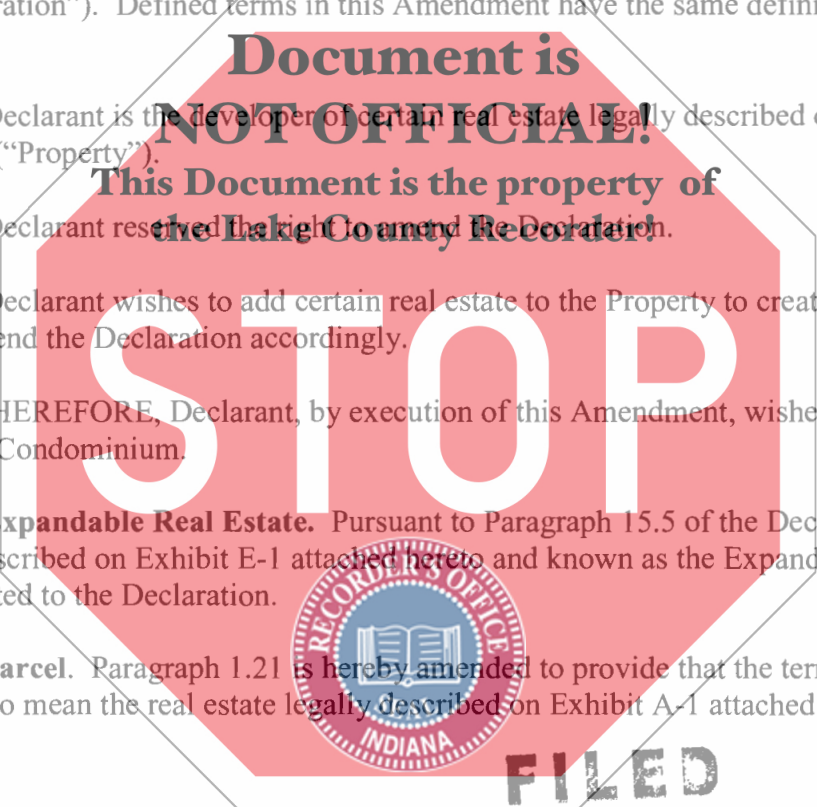 ration"). Defined terms in this Amendment have the same defini
Document is
NOT OFFICIAL!
Declarant is the developer of certain real estate legally described
("Property").
This Document is the property of
the Lake County Recorder!
Declarant reserved the right to amend the Declaration.
Declarant wishes to add certain real estate to the Property to creat
end the Declaration accordingly.
STOP
HEREFORE, Declarant, by execution of this Amendment, wishe
Condominium.
Expandable Real Estate. Pursuant to Paragraph 15.5 of the Dec
scribed on Exhibit E-1 attached hereto and known as the Expand
ted to the Declaration.
arcel. Paragraph 1.21 is hereby amended to provide that the ter
o mean the real estate legally described on Exhibit A-1 attached
RECORDER'S OFFICE
INDIANA
FILED